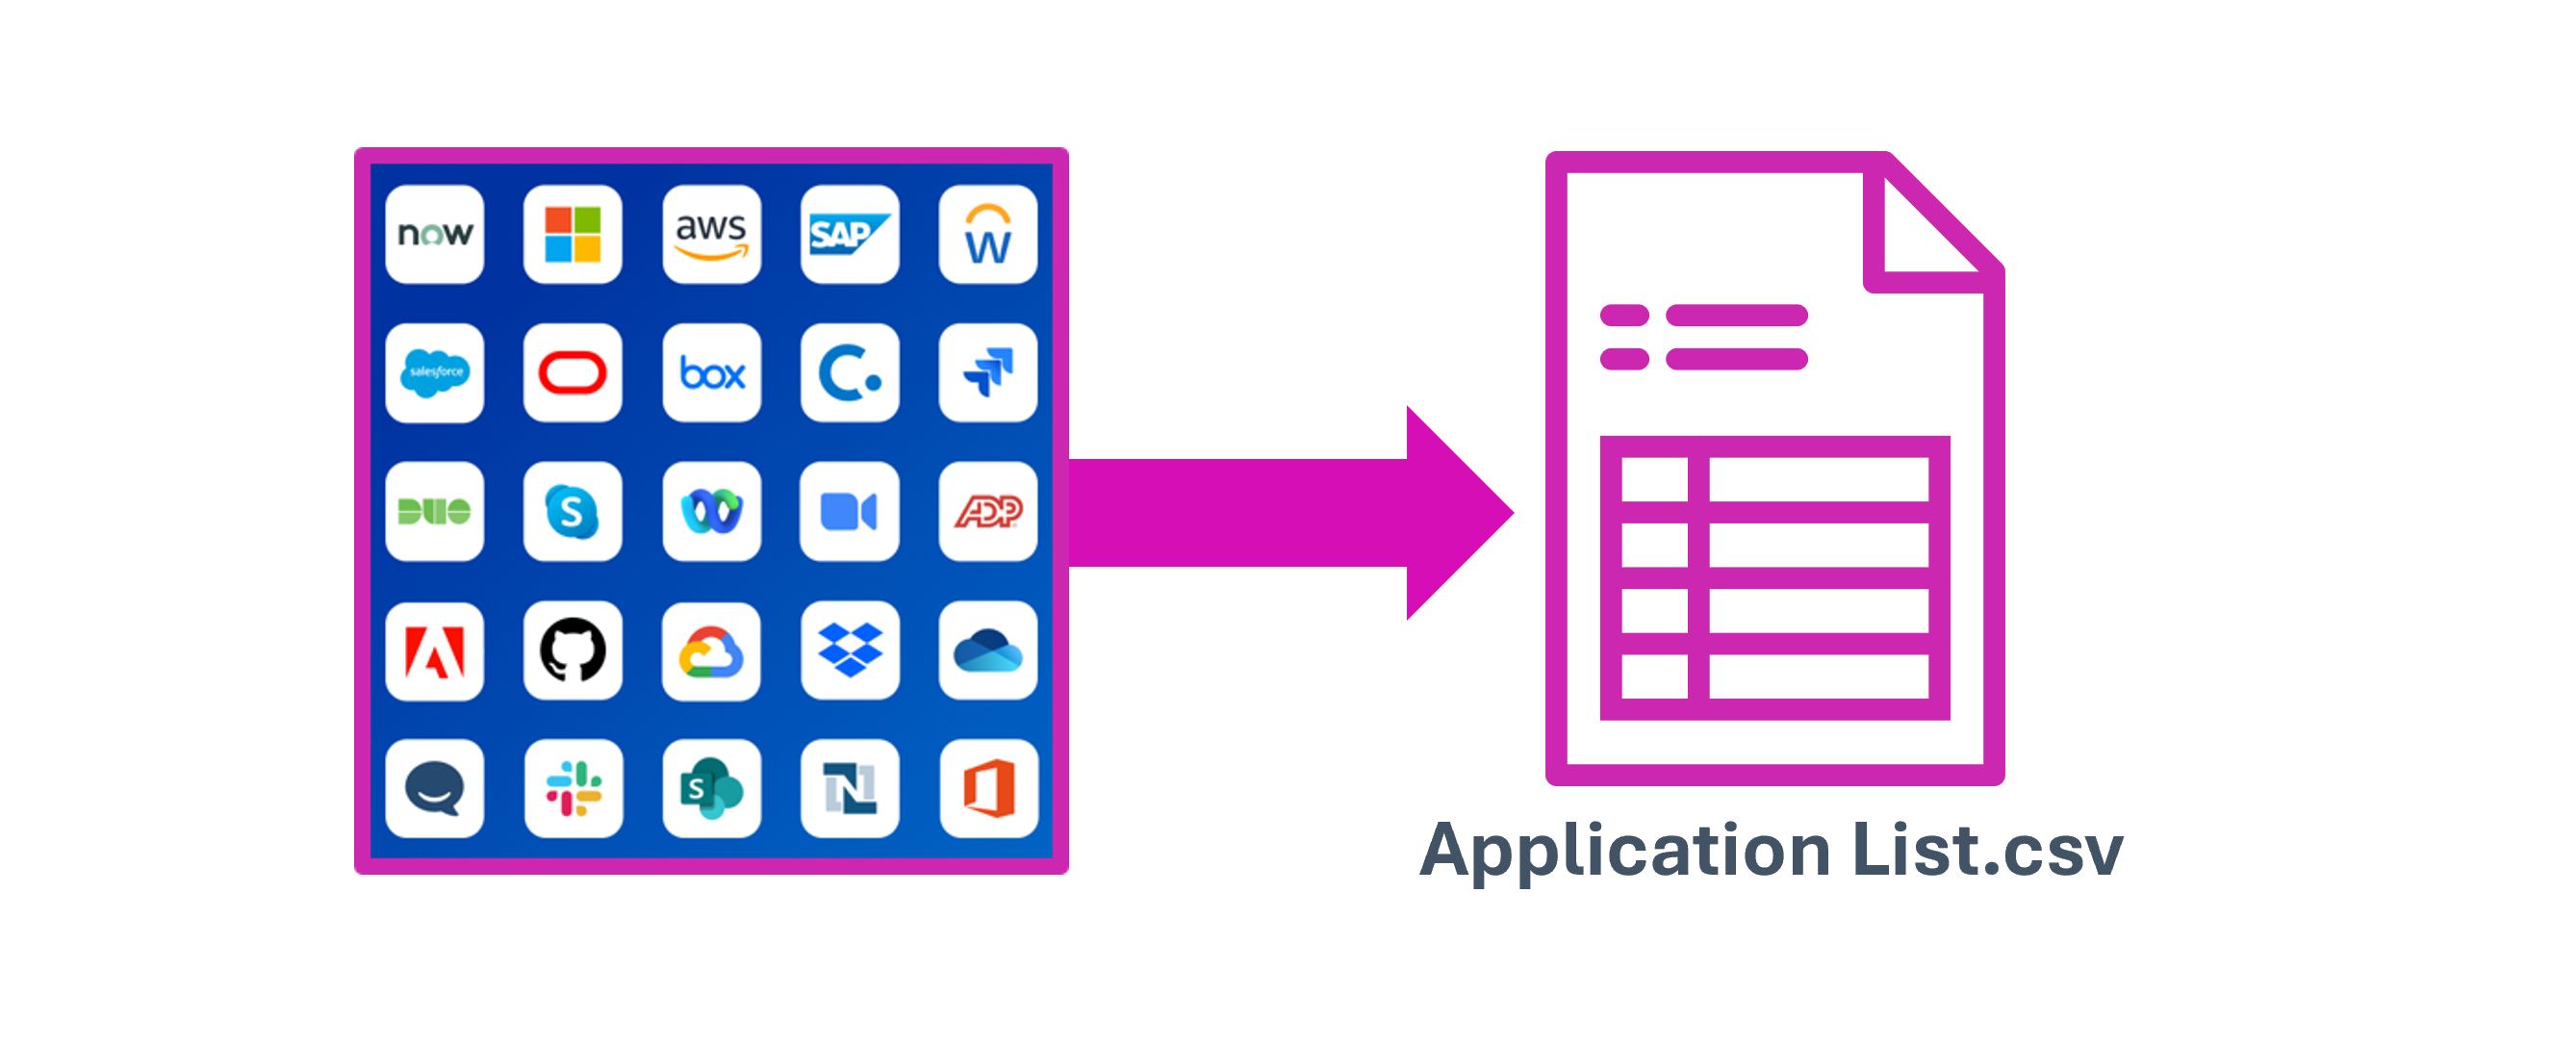 now
aws
SAP
W
salesforce
box
C.
DUO
S
ADP
S
N
Application List.csv